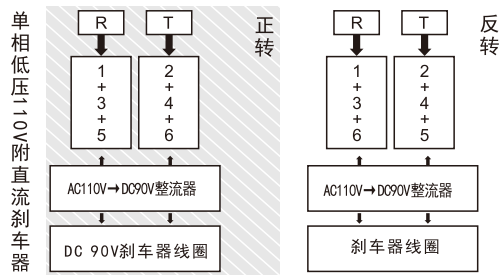 单相低压110V附直流刹车器
正转
R T
1+3+5 2+4+6
AC110V→DC90V整流器
DC 90V刹车器线圈
反转
R T
1+3+6 2+4+5
AC110V→DC90V整流器
刹车器线圈